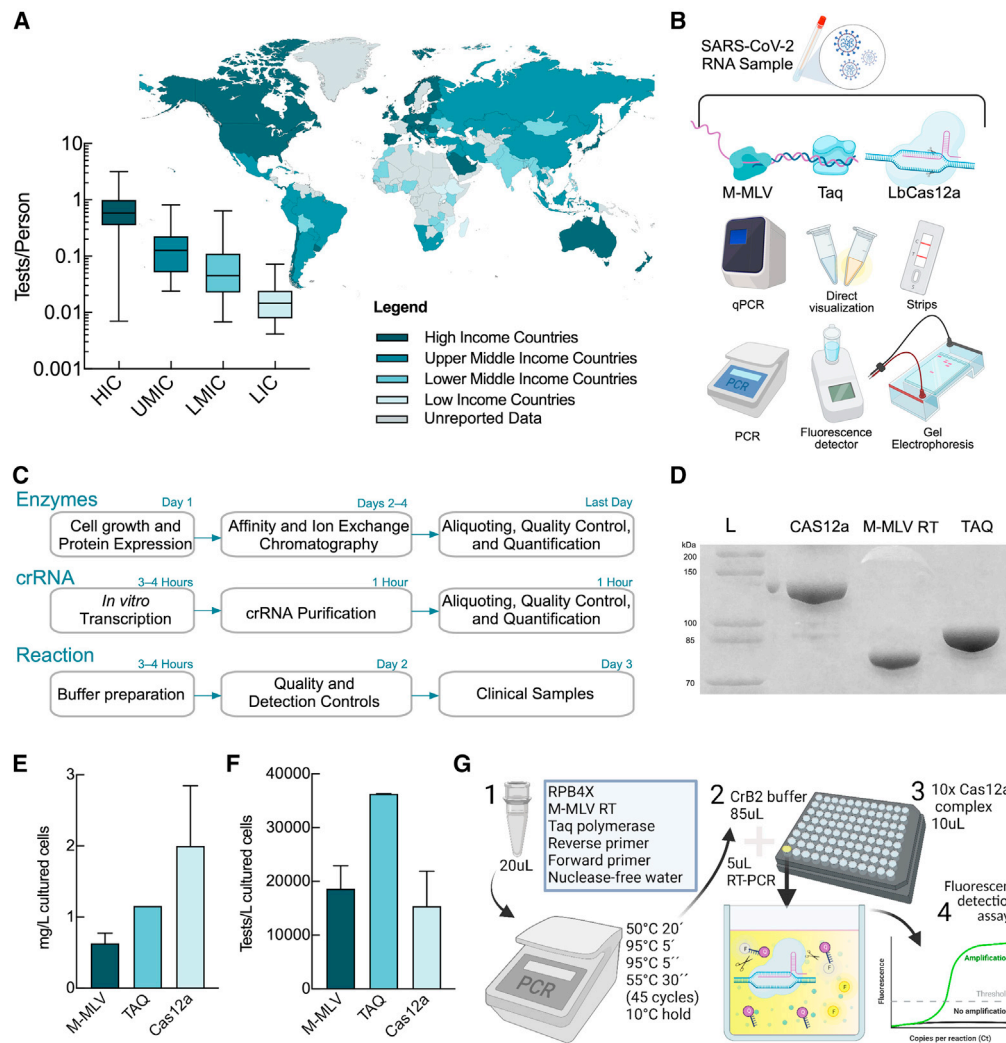 A
Tests/Person
10
1
0.1
0.01
0.001
HIC
UMIC
LMIC
LIC
Legend
High Income Countries
Upper Middle Income Countries
Lower Middle Income Countries
Low Income Countries
Unreported Data
B
SARS-CoV-2
RNA Sample
M-MLV
Taq
LbCas12a
qPCR
Direct
visualization
Strips
PCR
PCR
Fluorescence
detector
Gel
Electrophoresis
C
Enzymes
Day 1
Cell growth and
Protein Expression
Days 2–4
Affinity and Ion Exchange
Chromatography
Last Day
Aliquoting, Quality Control,
and Quantification
crRNA
3–4 Hours
In vitro
Transcription
1 Hour
crRNA Purification
1 Hour
Aliquoting, Quality Control,
and Quantification
Reaction
3–4 Hours
Buffer preparation
Day 2
Quality and
Detection Controls
Day 3
Clinical Samples
D
L
CAS12a
M-MLV RT
TAQ
kDa
200
150
100
85
70
E
mg/L cultured cells
3
2
1
0
M-MLV
TAQ
Cas12a
F
Tests/L cultured cells
40000
30000
20000
10000
0
M-MLV
TAQ
Cas12a
G
1
20uL
RPB4X
M-MLV RT
Taq polymerase
Reverse primer
Forward primer
Nuclease-free water
PCR
50°C 20´
95°C 5´
95°C 5´´
55°C 30´´
(45 cycles)
10°C hold
2
CrB2 buffer
85uL
5uL
RT-PCR
3
10x Cas12a
complex
10uL
4
Fluorescen
detectio
assay
Q
F
Fluorescence
Amplificatio
Threshol
No amplification
Copies per reaction (Ct)